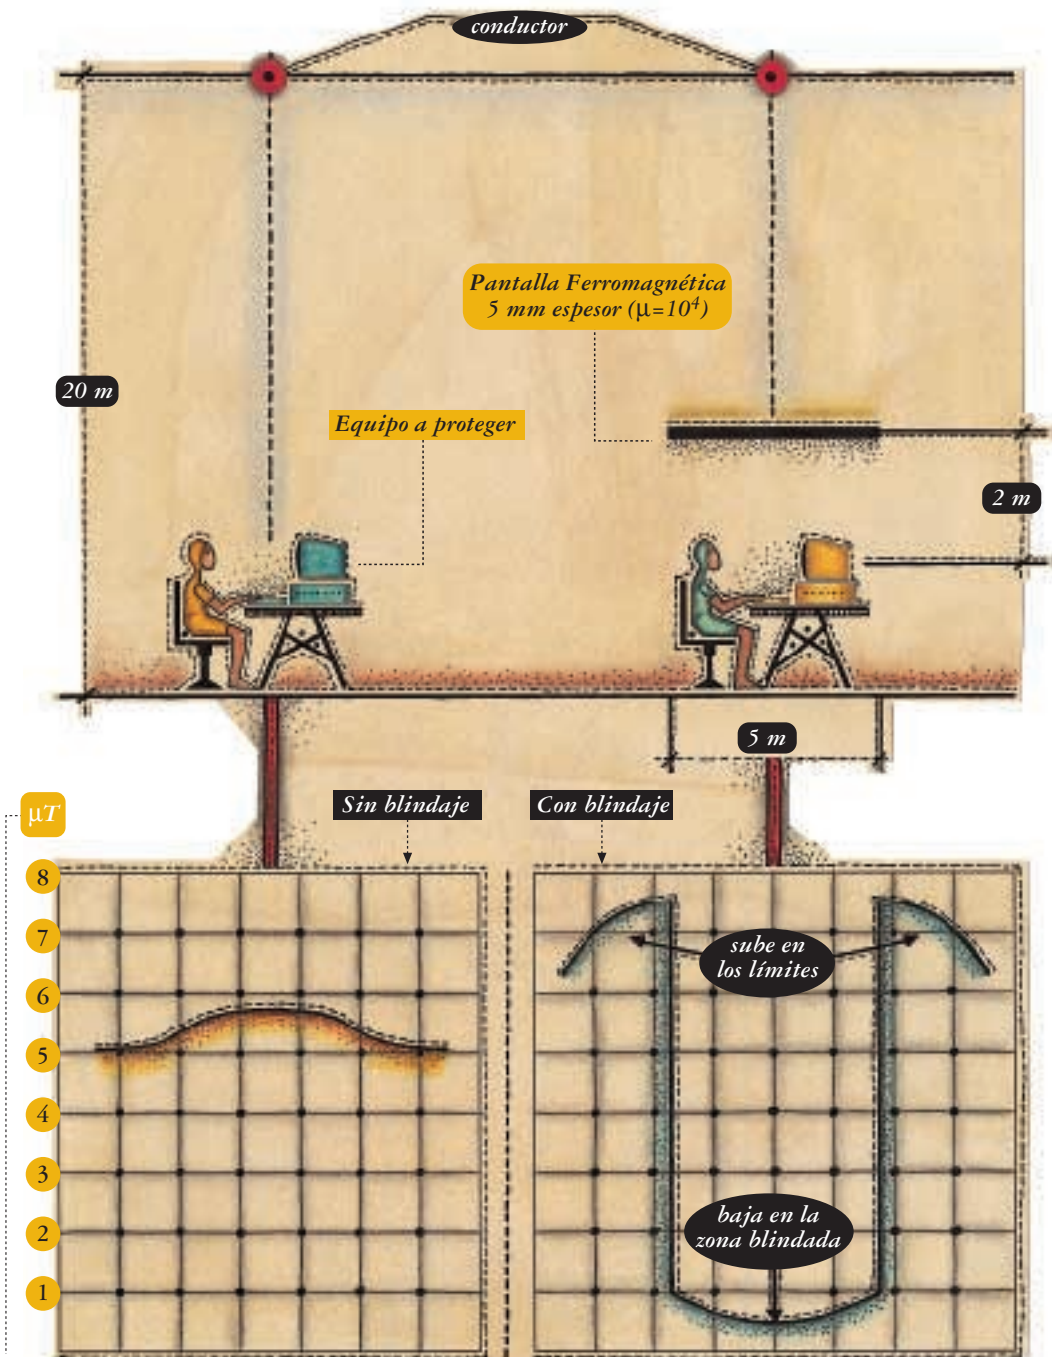 conductor
Pantalla Ferromagnética
5 mm espesor (μ=10⁴)
20 m
Equipo a proteger
2 m
5 m
μT
Sin blindaje
Con blindaje
8
7
6
5
4
3
2
1
sube en
los límites
baja en la
zona blindada